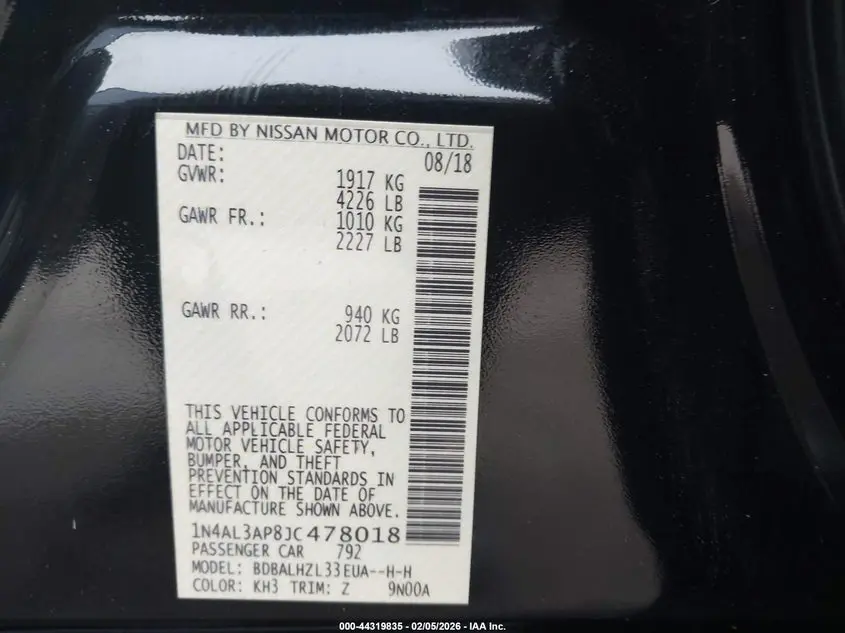 MFD BY NISSAN MOTOR CO., LTD.
DATE: 08/18
GVWR: 1917 KG
4226 LB
GAWR FR.: 1010 KG
2227 LB
GAWR RR.: 940 KG
2072 LB
THIS VEHICLE CONFORMS TO
ALL APPLICABLE FEDERAL
MOTOR VEHICLE SAFETY,
BUMPER, AND THEFT
PREVENTION STANDARDS IN
EFFECT ON THE DATE OF
MANUFACTURE SHOWN ABOVE.
1N4AL3AP8JC478018
PASSENGER CAR 792
MODEL: BDBALHZL33EUA--H-H
COLOR: KH3 TRIM: Z 9N00A
000-44319835 - 02/05/2026 - IAA Inc.